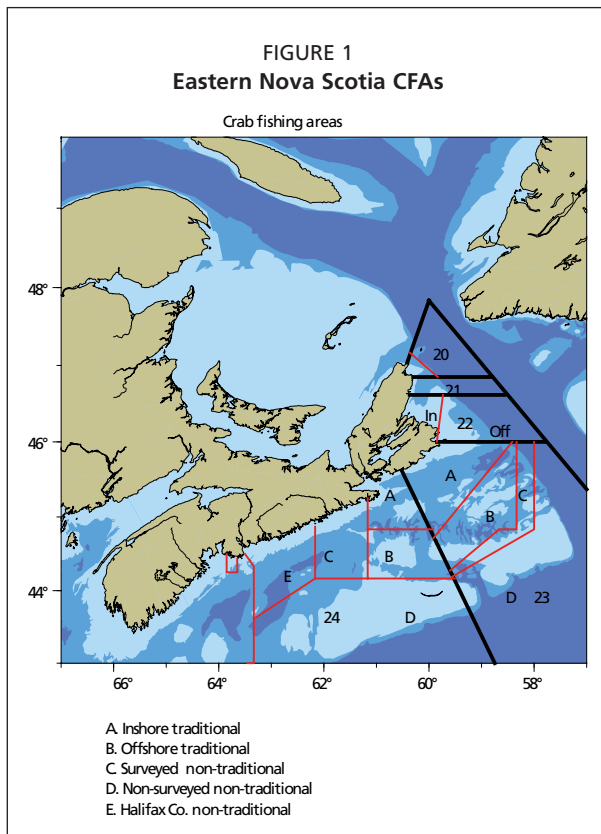 FIGURE 1
Eastern Nova Scotia CFAs
Crab fishing areas
48°
20
21
In
22
Off
46°
A
A
C
B
C
B
E
44°
D
23
24
D
66°
64°
62°
60°
58°
A. Inshore traditional
B. Offshore traditional
C. Surveyed non-traditional
D. Non-surveyed non-traditional
E. Halifax Co. non-traditional